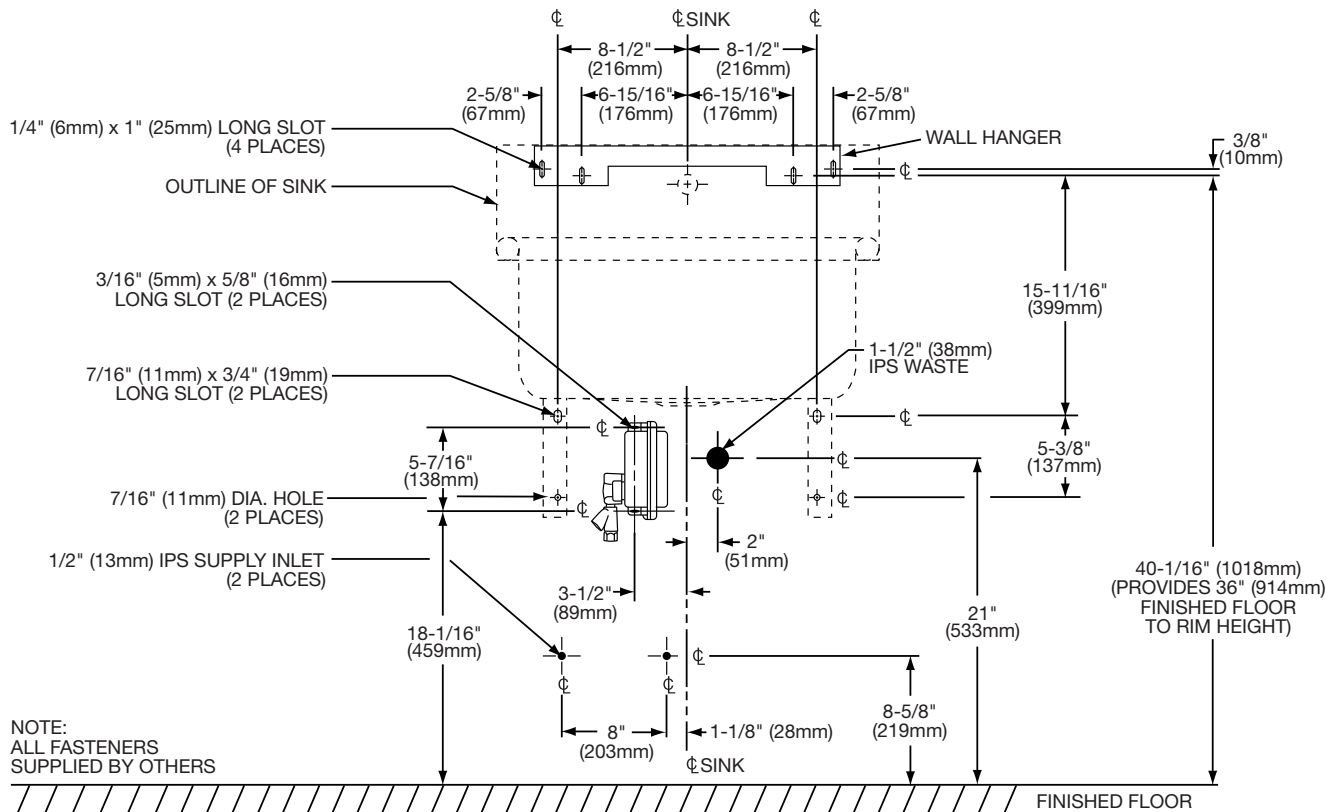 ℄
℄ SINK
℄
8-1/2"
(216mm)
8-1/2"
(216mm)
2-5/8"
(67mm)
6-15/16"
(176mm)
6-15/16"
(176mm)
2-5/8"
(67mm)
1/4" (6mm) x 1" (25mm) LONG SLOT
(4 PLACES)
WALL HANGER
3/8"
(10mm)
℄
OUTLINE OF SINK
3/16" (5mm) x 5/8" (16mm)
LONG SLOT (2 PLACES)
15-11/16"
(399mm)
1-1/2" (38mm)
IPS WASTE
7/16" (11mm) x 3/4" (19mm)
LONG SLOT (2 PLACES)
℄
℄
5-7/16"
(138mm)
℄
5-3/8"
(137mm)
7/16" (11mm) DIA. HOLE
(2 PLACES)
℄
℄
℄
2"
(51mm)
1/2" (13mm) IPS SUPPLY INLET
(2 PLACES)
3-1/2"
(89mm)
40-1/16" (1018mm)
(PROVIDES 36" (914mm)
FINISHED FLOOR
TO RIM HEIGHT)
21"
(533mm)
18-1/16"
(459mm)
℄
℄
℄
8-5/8"
(219mm)
8"
(203mm)
1-1/8" (28mm)
℄ SINK
NOTE:
ALL FASTENERS
SUPPLIED BY OTHERS
FINISHED FLOOR